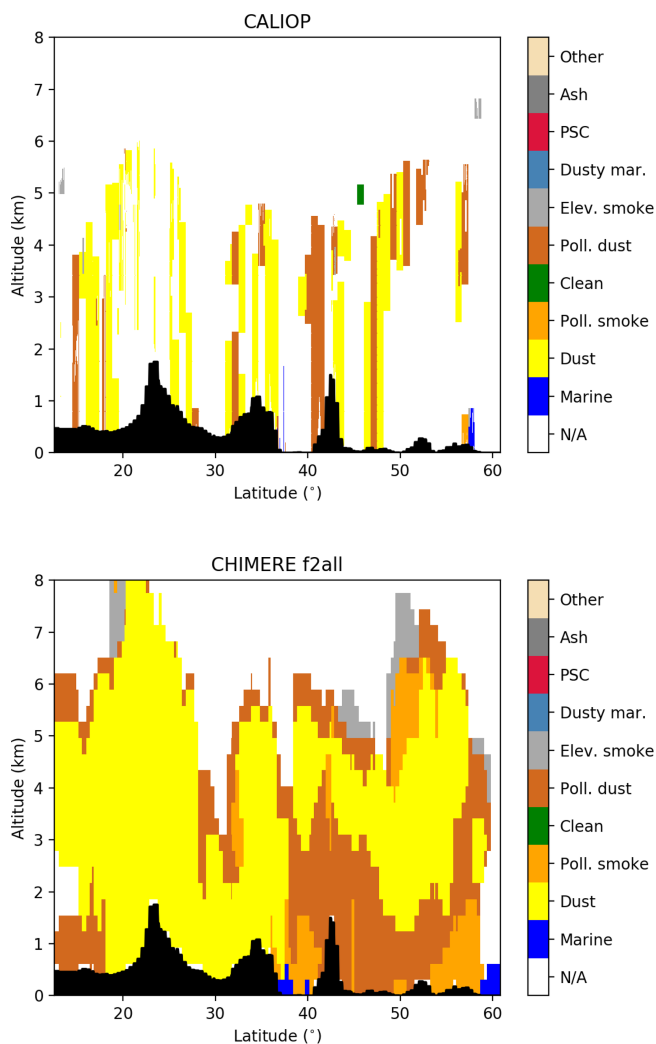 CALIOP
8
7
6
5
4
3
2
1
0
Altitude (km)
20 30 40 50 60
Latitude (°)
Other
Ash
PSC
Dusty mar.
Elev. smoke
Poll. dust
Clean
Poll. smoke
Dust
Marine
N/A
CHIMERE f2all
8
7
6
5
4
3
2
1
0
Altitude (km)
20 30 40 50 60
Latitude (°)
Other
Ash
PSC
Dusty mar.
Elev. smoke
Poll. dust
Clean
Poll. smoke
Dust
Marine
N/A